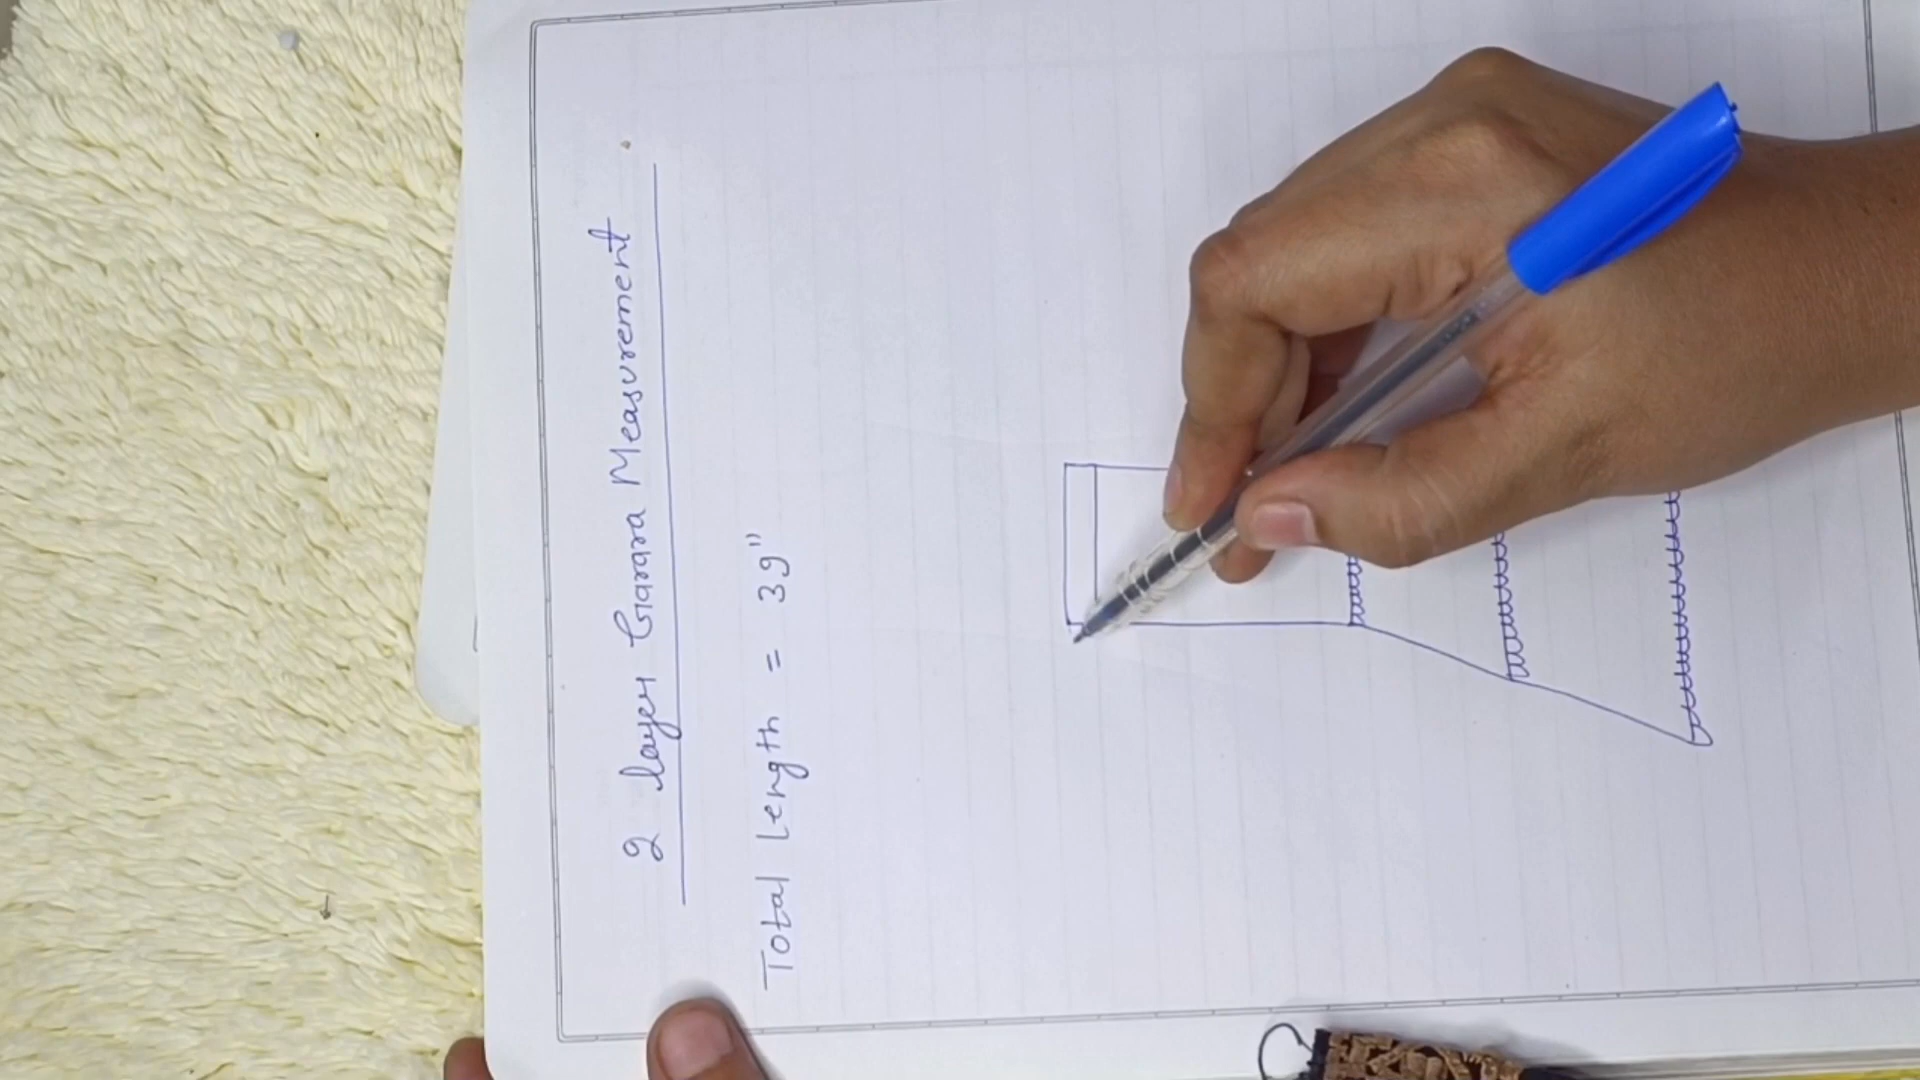 2 layer Garara Measurement
Total Length = 39"